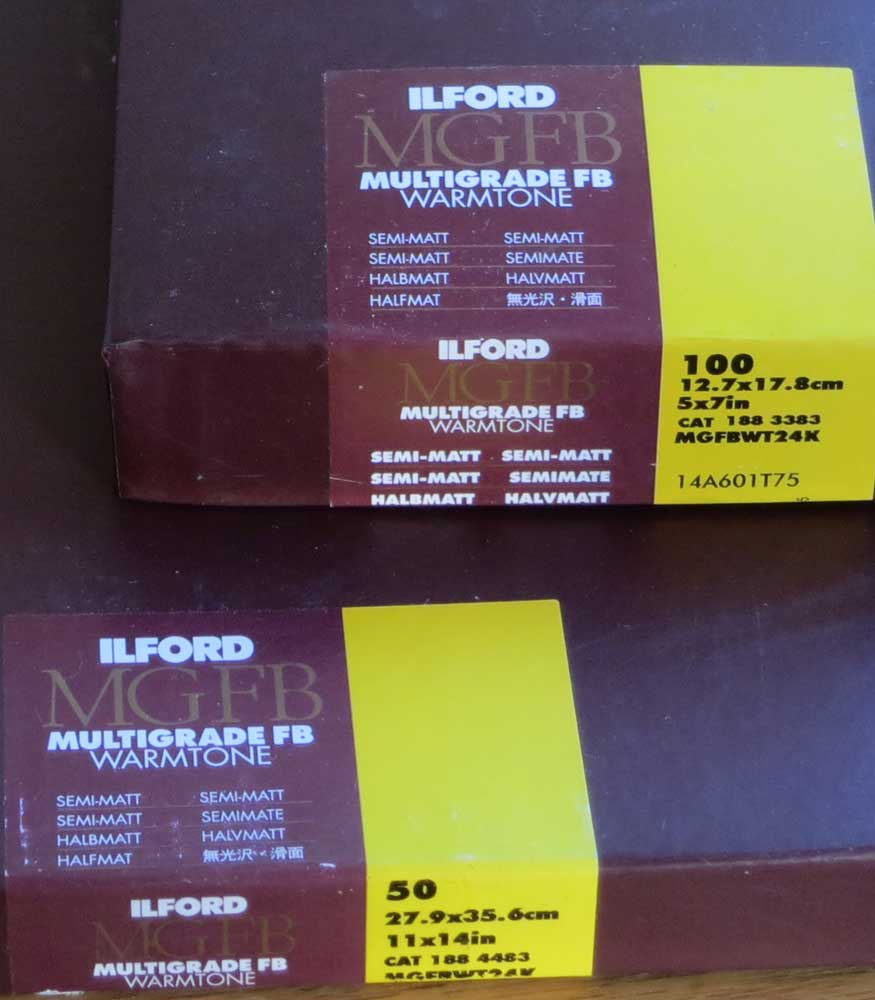 ILFORD
MGFB
MULTIGRADE FB
WARMTONE
SEMI-MATT SEMI-MATT
SEMI-MATT SEMIMATE
HALBMATT HALVMATT
HALFMAT 無光沢・滑面
ILFORD
MGFB
MULTIGRADE FB
WARMTONE
SEMI-MATT SEMI-MATT
SEMI-MATT SEMIMATE
HALBMATT HALVMATT
100
12.7x17.8cm
5x7in
CAT 188 3383
MGFBWT24K
14A601T75
ILFORD
MGFB
MULTIGRADE FB
WARMTONE
SEMI-MATT SEMI-MATT
SEMI-MATT SEMIMATE
HALBMATT HALVMATT
HALFMAT 無光沢・滑面
ILFORD
MGFB
MULTIGRADE FB
WARMTONE
50
27.9x35.6cm
11x14in
CAT 188 4483
MGFBWT24K